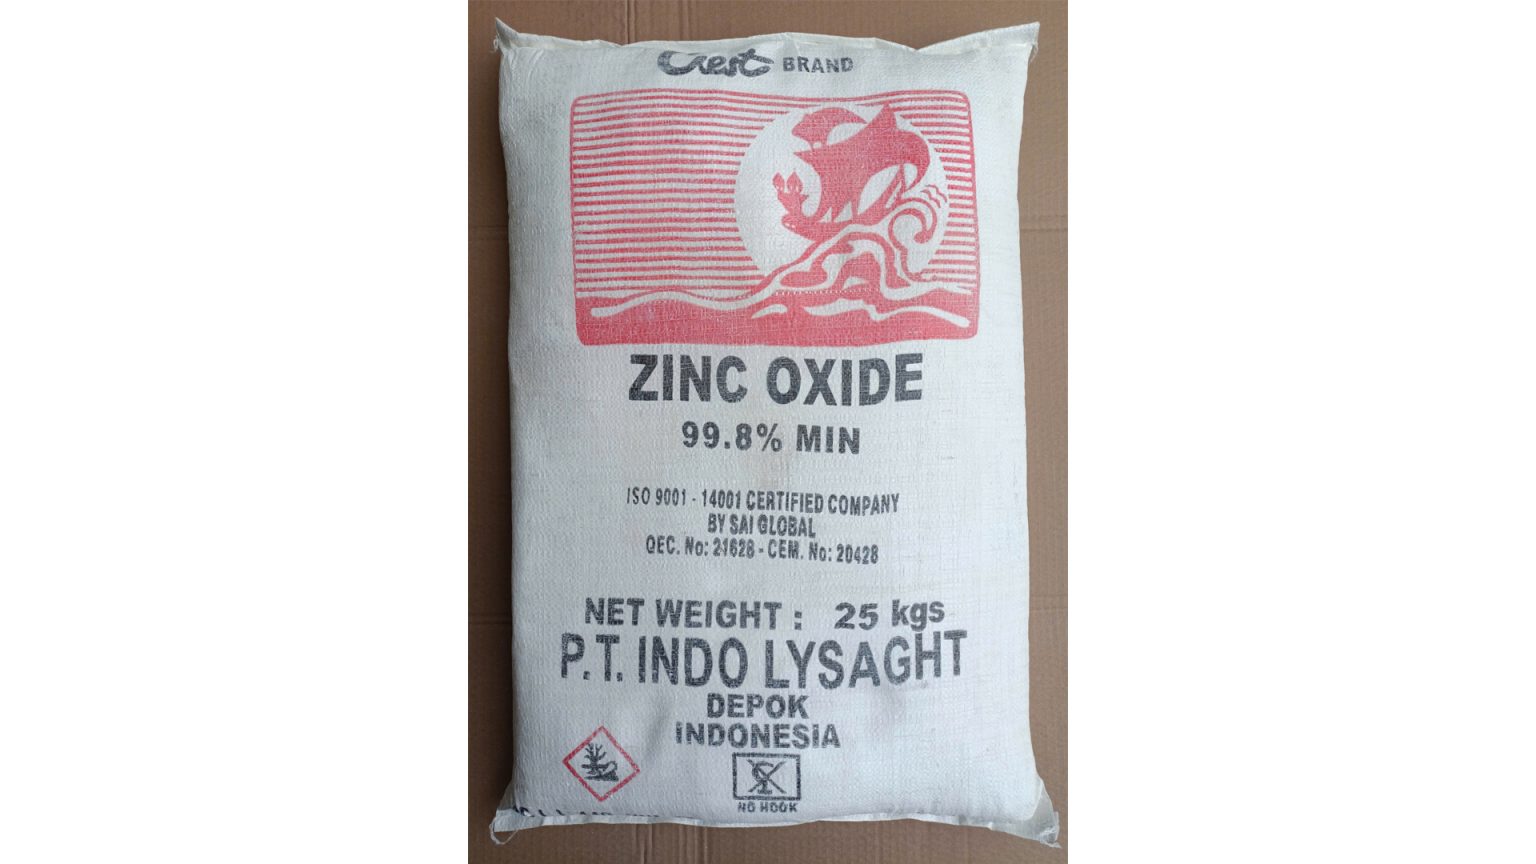 Crest BRAND
ZINC OXIDE
99.8% MIN
ISO 9001 - 14001 CERTIFIED COMPANY
BY SAI GLOBAL
QEC. No: 21628 - CEM. No: 20428
NET WEIGHT : 25 kgs
P.T. INDO LYSAGHT
DEPOK
INDONESIA
NO HOOK